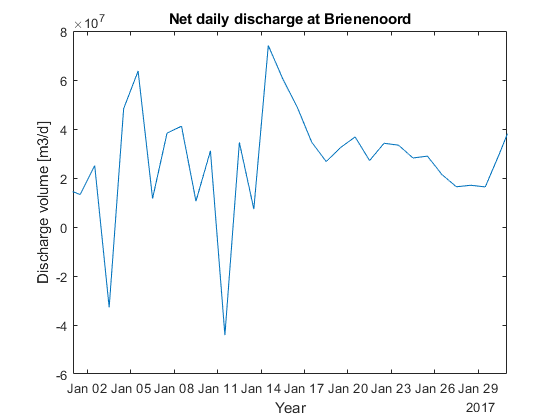 Net daily discharge at Brienenoord
×10⁷
8
6
4
2
0
-2
-4
-6
Discharge volume [m3/d]
Jan 02 Jan 05 Jan 08 Jan 11 Jan 14 Jan 17 Jan 20 Jan 23 Jan 26 Jan 29
2017
Year